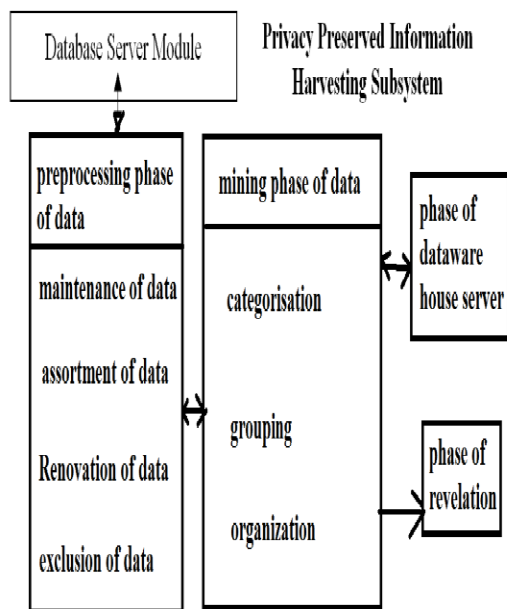 Database Server Module
Privacy Preserved Information
Harvesting Subsystem
preprocessing phase
of data
maintenance of data
assortment of data
Renovation of data
exclusion of data
mining phase of data
categorisation
grouping
organization
phase of
dataware
house server
phase of
revelation